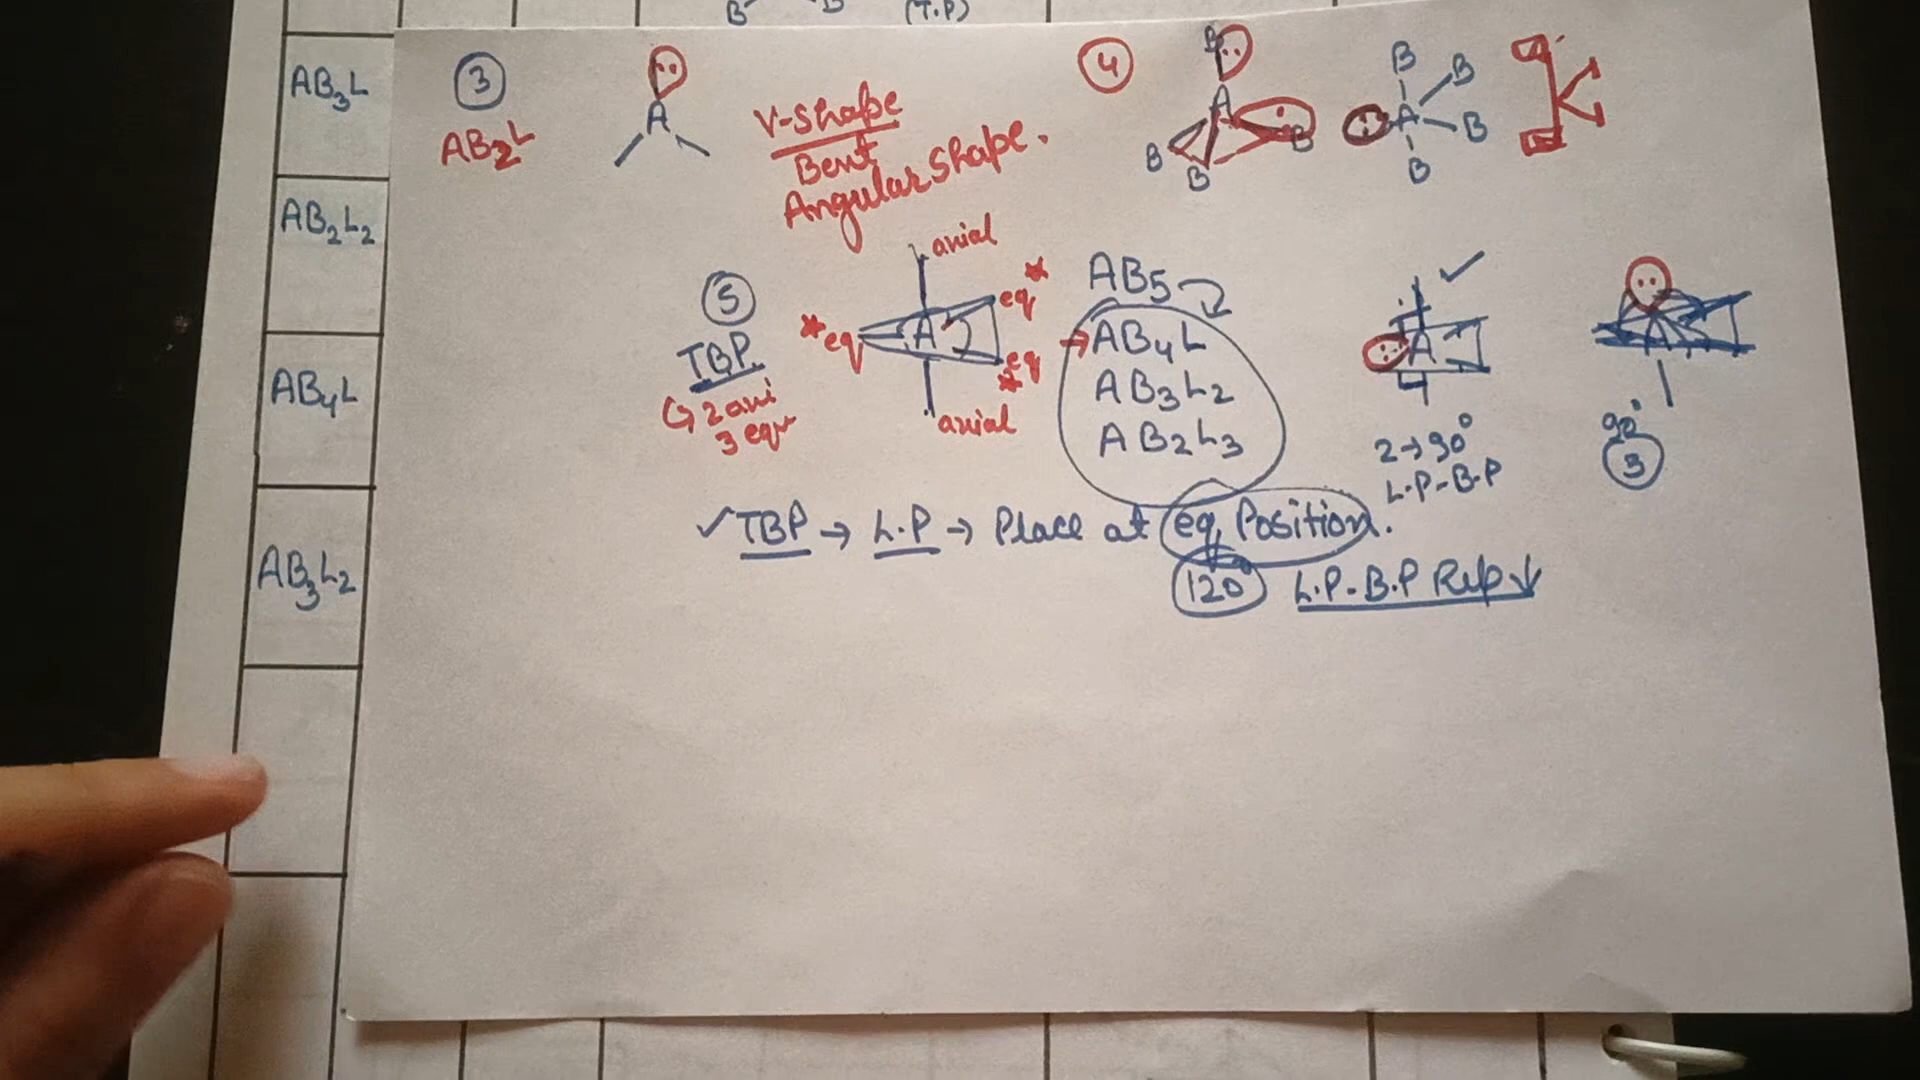 B B
(T.P)
AB3L
AB2L2
AB4L
AB3L2
3
AB2L
A
V-shape
Bent
Angular Shape.
4
B
A
B
B
B
B
B
A
B
B
5
TBP
2 axi
3 equ
axial
eq
eq
A
eq
axial
AB5
AB4L
AB3L2
AB2L3
A
2→90°
L.P-B.P
90°
3
✓TBP → L.P → Place at eq Position.
120 L.P-B.P Rep↓